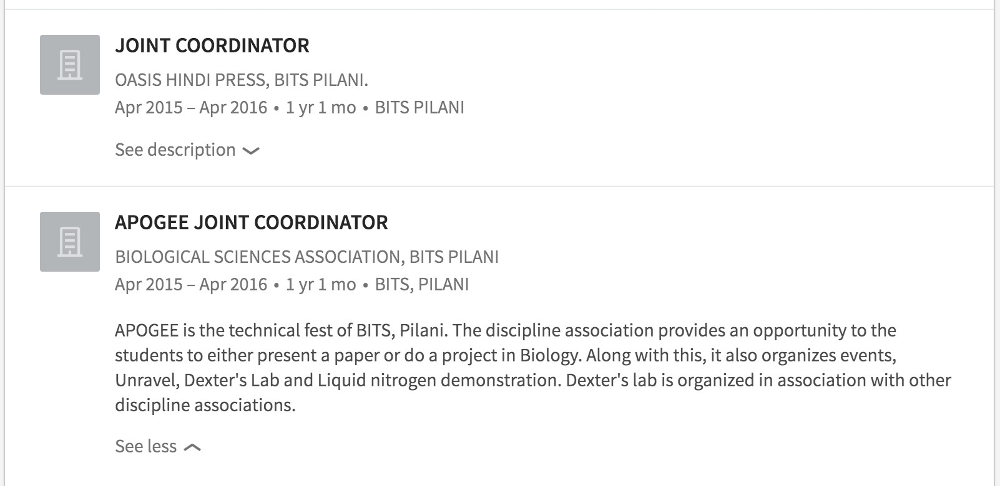 JOINT COORDINATOR
OASIS HINDI PRESS, BITS PILANI.
Apr 2015 – Apr 2016 • 1 yr 1 mo • BITS PILANI
See description
APOGEE JOINT COORDINATOR
BIOLOGICAL SCIENCES ASSOCIATION, BITS PILANI
Apr 2015 – Apr 2016 • 1 yr 1 mo • BITS, PILANI
APOGEE is the technical fest of BITS, Pilani. The discipline association provides an opportunity to the
students to either present a paper or do a project in Biology. Along with this, it also organizes events,
Unravel, Dexter's Lab and Liquid nitrogen demonstration. Dexter's lab is organized in association with other
discipline associations.
See less